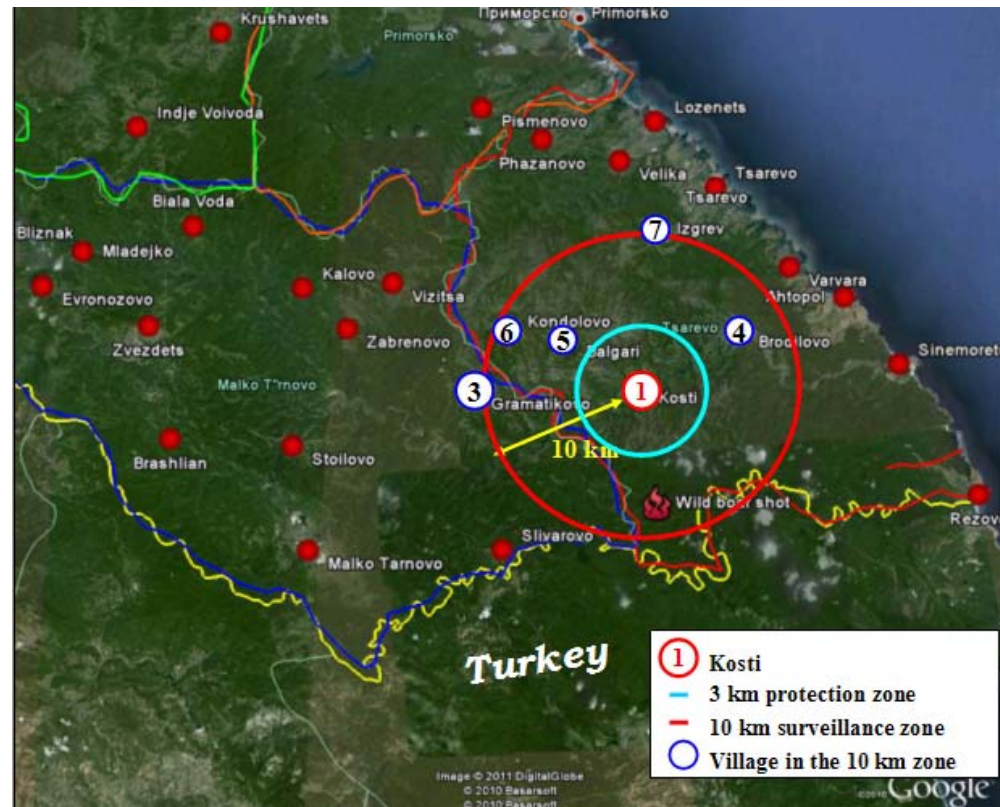 Приморско
Primorsko
Krushavets
Primorsko
Indje Voivoda
Pismenovo
Lozenets
Phazanovo
Velika
Tsarevo
Tsarevo
Biala Voda
7
Izgrev
Bliznak
Mladejko
Kalovo
Vizitsa
Varvara
Ahtopol
Evronozovo
6
Kondolovo
Tsarevo
4
Zvezdets
Zabrenovo
5
Balgari
Brodilovo
Sinemorets
Malko T"rnovo
3
1
Kosti
Gramatikovo
Brashlian
Stoilovo
10 km
Wild boar shot
Rezovo
Slivarovo
Malko Tarnovo
Turkey
1
Kosti
3 km protection zone
10 km surveillance zone
Village in the 10 km zone
Image © 2011 DigitalGlobe
© 2010 Basarsoft
© 2010 Basarsoft
©2010 Google